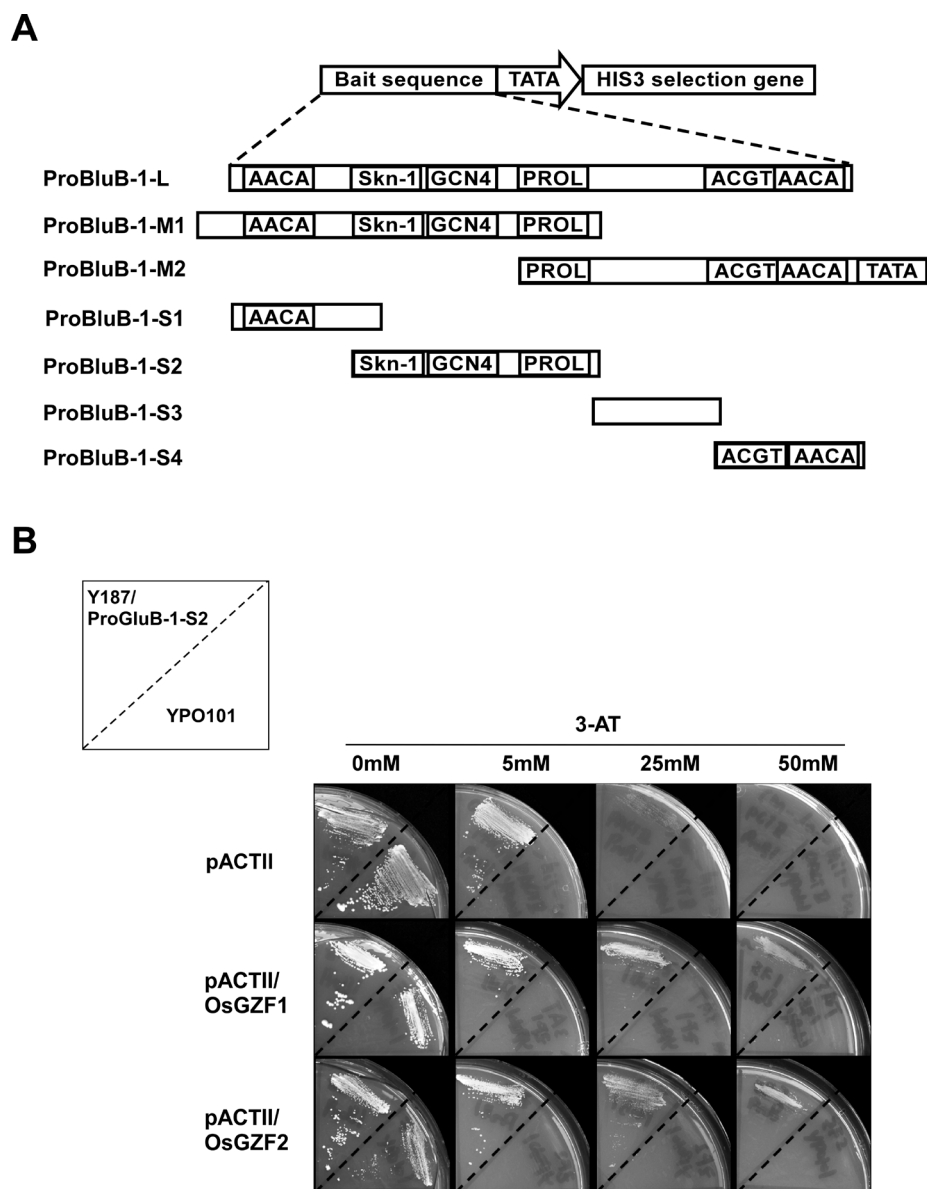 A
Bait sequence TATA HIS3 selection gene
ProBluB-1-L AACA Skn-1 GCN4 PROL ACGT AACA
ProBluB-1-M1 AACA Skn-1 GCN4 PROL
ProBluB-1-M2 PROL ACGT AACA TATA
ProBluB-1-S1 AACA
ProBluB-1-S2 Skn-1 GCN4 PROL
ProBluB-1-S3
ProBluB-1-S4 ACGT AACA
B
Y187/
ProGluB-1-S2
YPO101
3-AT
0mM 5mM 25mM 50mM
pACTII
pACTII/
OsGZF1
pACTII/
OsGZF2